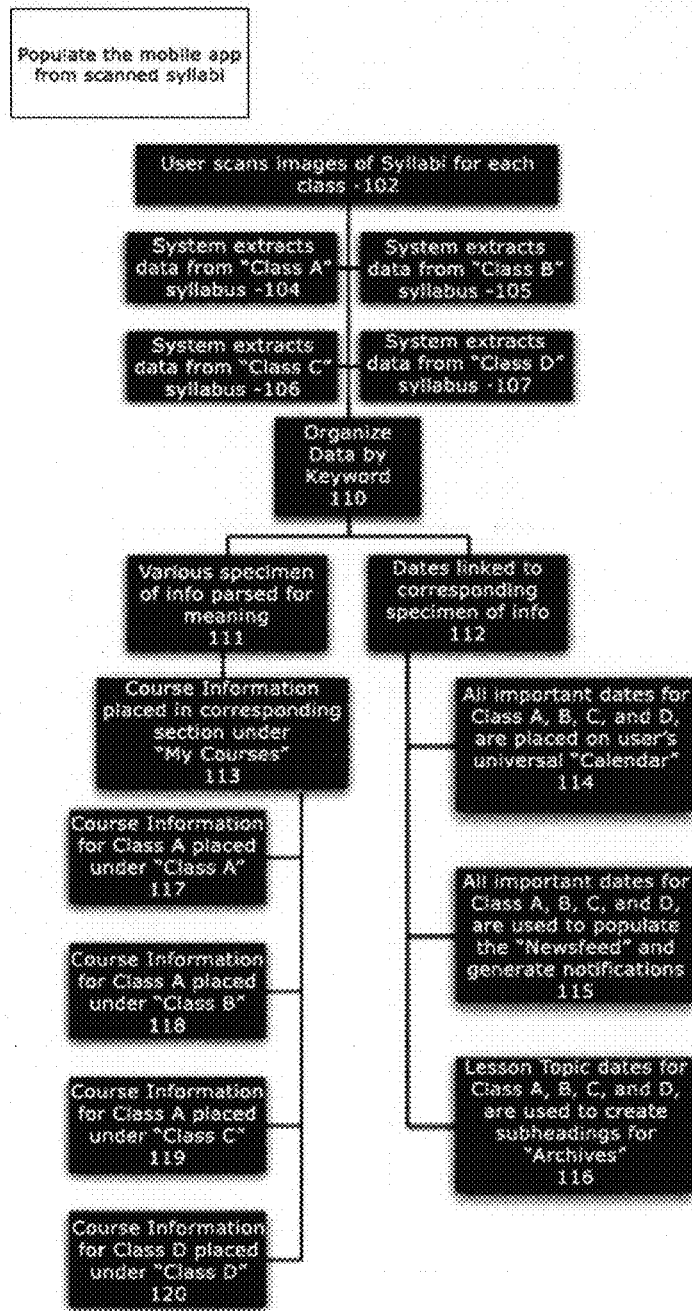 Populate the mobile app
from scanned syllabi
User scans images of Syllabi for each
class -102
System extracts
data from "Class A"
syllabus -104
System extracts
data from "Class B"
syllabus -105
System extracts
data from "Class C"
syllabus -106
System extracts
data from "Class D"
syllabus -107
Organize
Data by
Keyword
110
Various specimen
of info parsed for
meaning
111
Dates linked to
corresponding
specimen of info
112
Course Information
placed in corresponding
section under
"My Courses"
113
All important dates for
Class A, B, C, and D,
are placed on user's
universal "Calendar"
114
Course Information
for Class A placed
under "Class A"
117
All important dates for
Class A, B, C, and D,
are used to populate
the "Newsfeed" and
generate notifications
115
Course Information
for Class A placed
under "Class B"
118
Lesson Topic dates for
Class A, B, C, and D,
are used to create
subheadings for
"Archives"
116
Course Information
for Class A placed
under "Class C"
119
Course Information
for Class D placed
under "Class D"
120